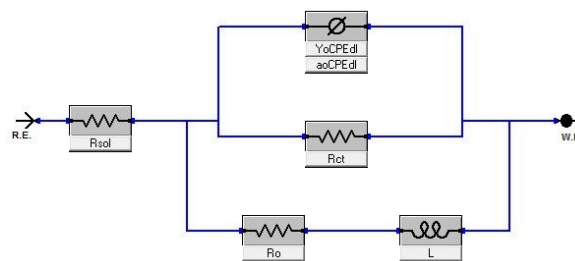 YoCPEdl
aoCPEdl
R.E.
Rsol
Rct
W.E
Ro
L